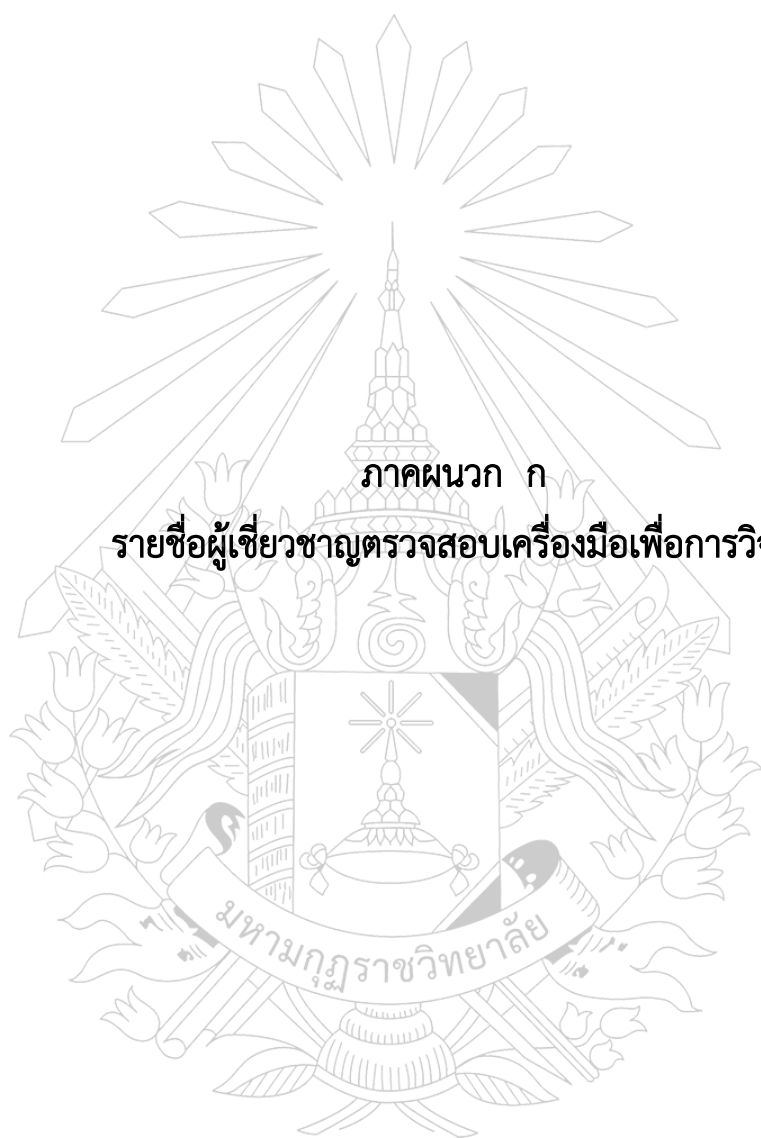 ภาคผนวก ก
รายชื่อผู้เชี่ยวชาญตรวจสอบเครื่องมือเพื่อการวิจ
มหามกุฏราชวิทยาลัย